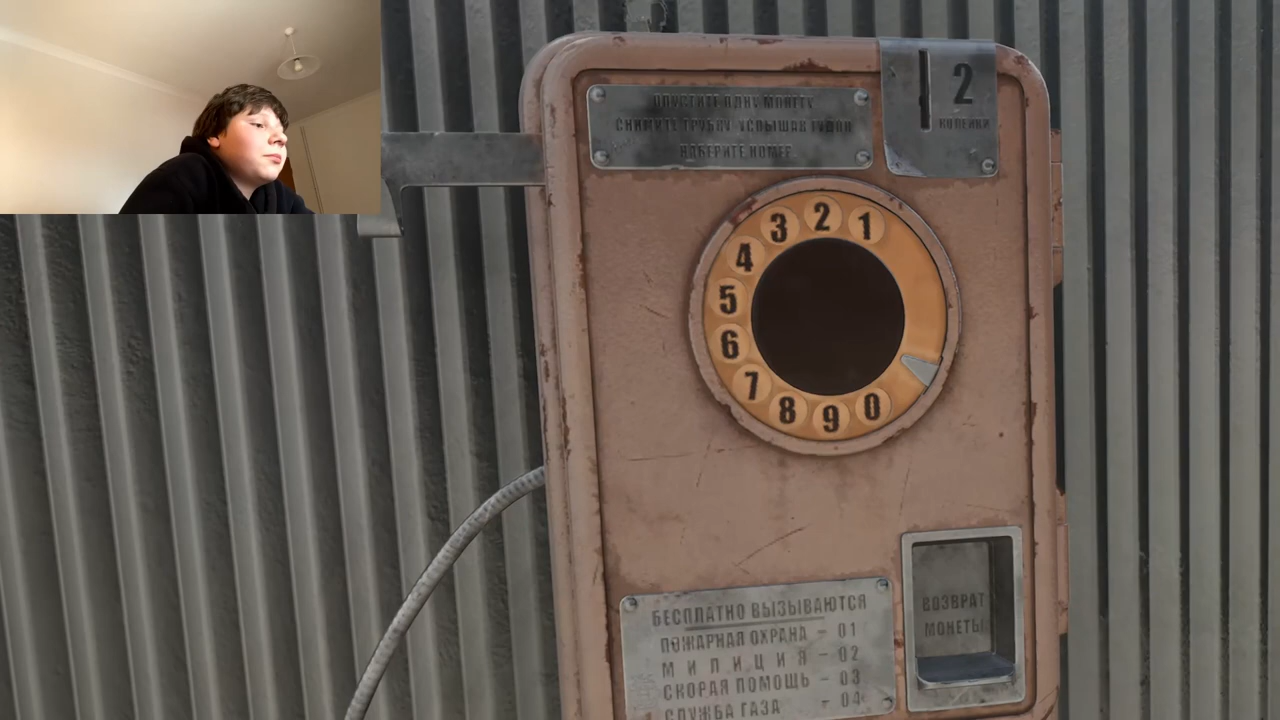 ОПУСТИТЕ ОДНУ МОНЕТУ
СНИМИТЕ ТРУБКУ УСЛЫШАВ ГУДОК
НАБЕРИТЕ НОМЕР
2
КОПЕЙКИ
1
2
3
4
5
6
7
8
9
0
БЕСПЛАТНО ВЫЗЫВАЮТСЯ
ПОЖАРНАЯ ОХРАНА - 01
МИЛИЦИЯ - 02
СКОРАЯ ПОМОЩЬ - 03
СЛУЖБА ГАЗА - 04
ВОЗВРАТ
МОНЕТЫ